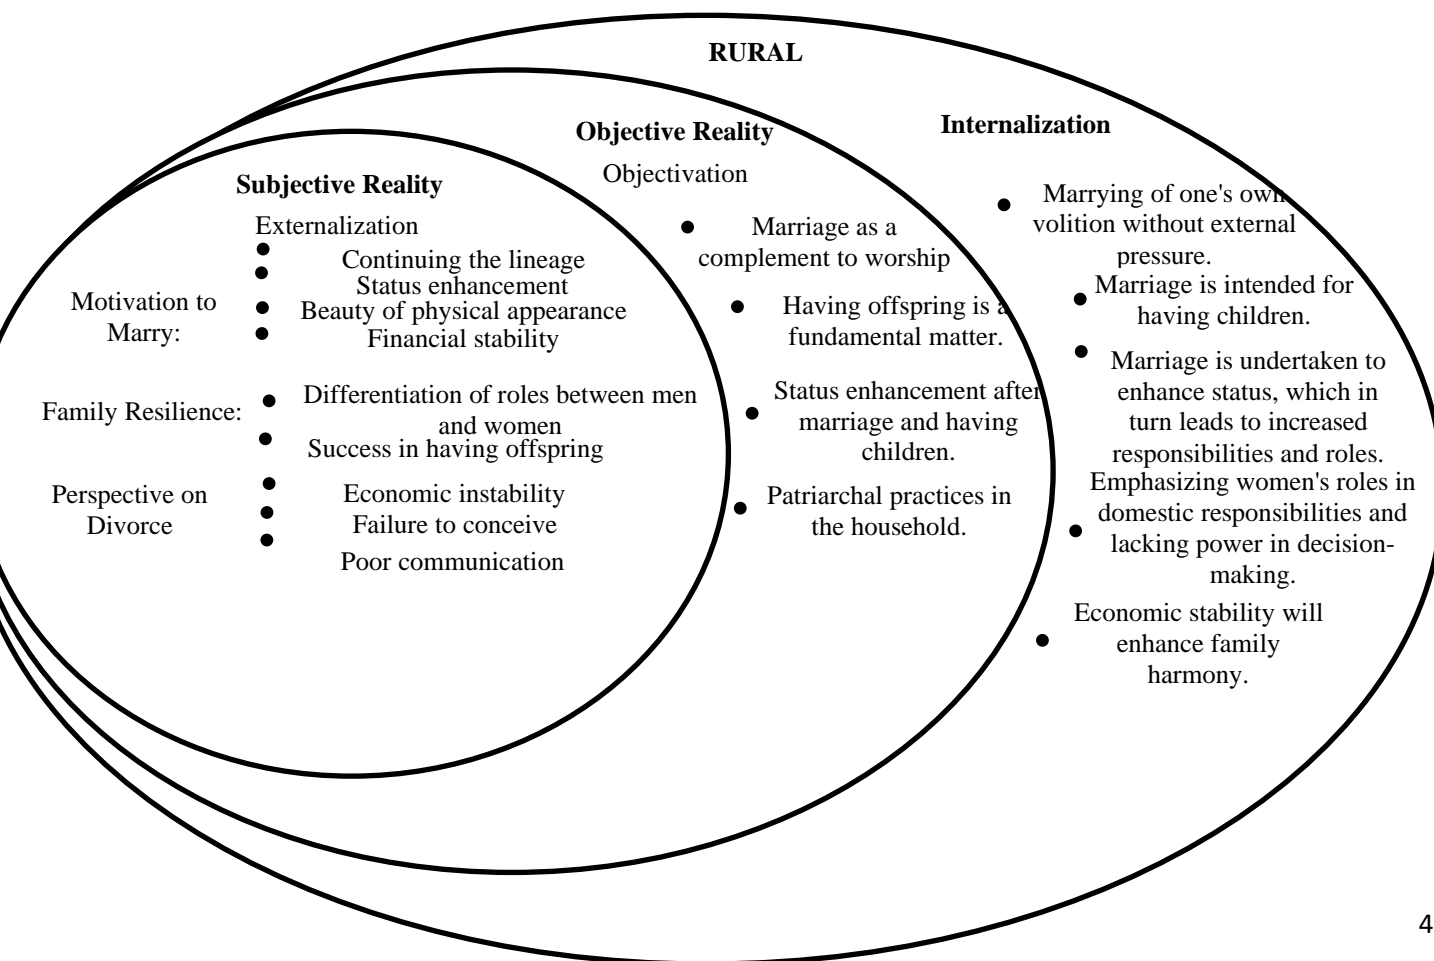 RURAL
Subjective Reality
Externalization
Motivation to
Marry:
● Continuing the lineage
● Status enhancement
● Beauty of physical appearance
● Financial stability
Family Resilience:
● Differentiation of roles between men
and women
● Success in having offspring
Perspective on
Divorce
● Economic instability
● Failure to conceive
● Poor communication
Objective Reality
Objectivation
● Marriage as a
complement to worship
● Having offspring is a
fundamental matter.
● Status enhancement after
marriage and having
children.
● Patriarchal practices in
the household.
Internalization
● Marrying of one's own
volition without external
pressure.
● Marriage is intended for
having children.
● Marriage is undertaken to
enhance status, which in
turn leads to increased
responsibilities and roles.
● Emphasizing women's roles in
domestic responsibilities and
lacking power in decision-
making.
● Economic stability will
enhance family
harmony.
4